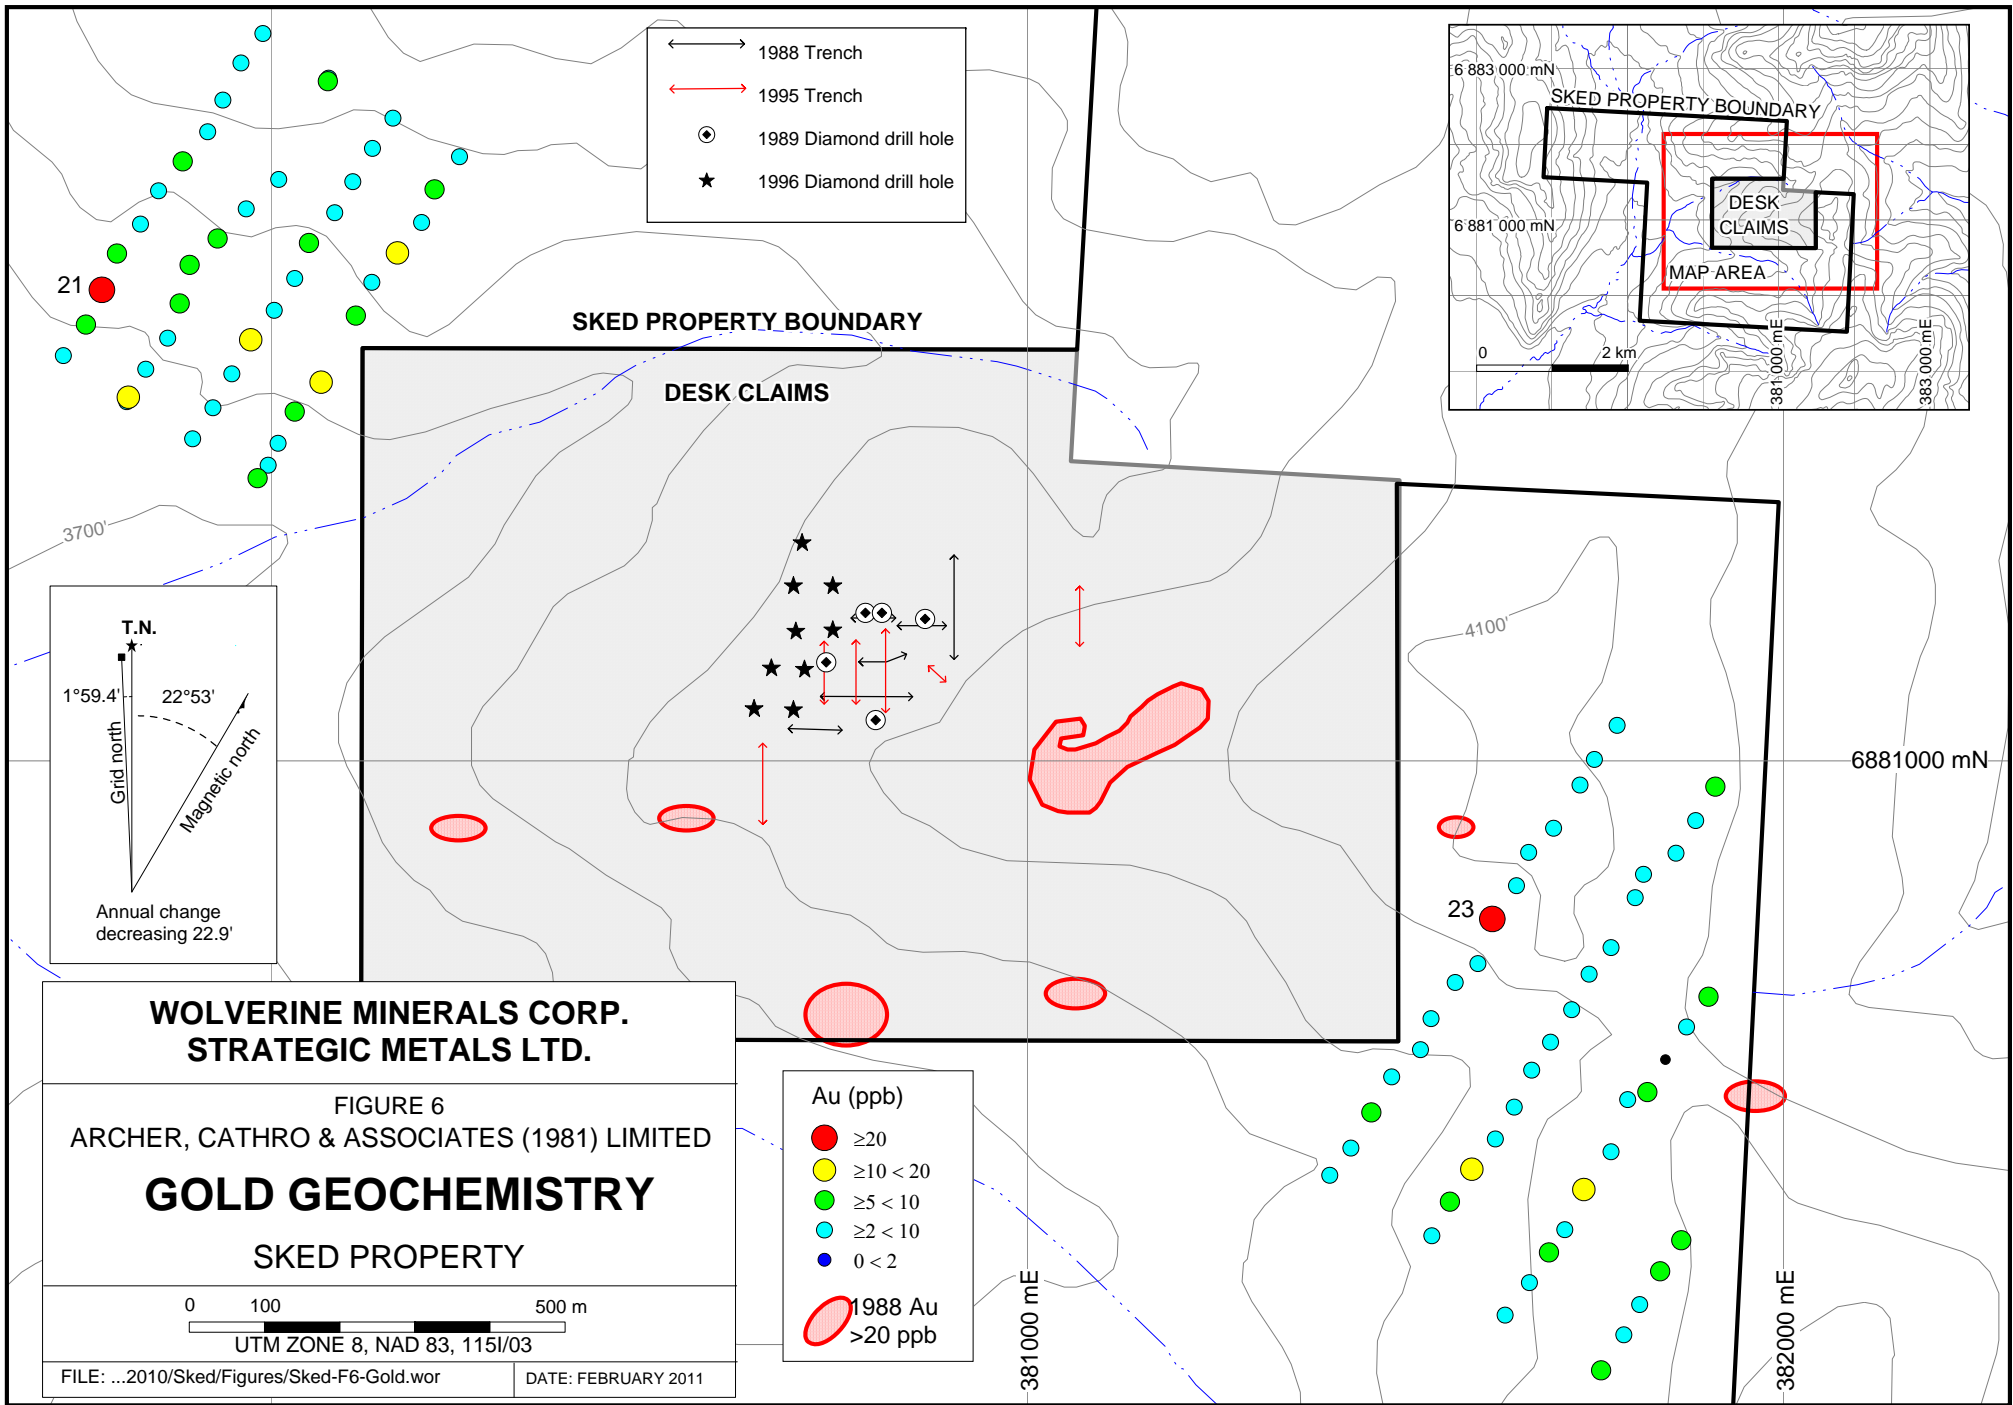 1988 Trench
1995 Trench
1989 Diamond drill hole
1996 Diamond drill hole
6 883 000 mN
SKED PROPERTY BOUNDARY
6 881 000 mN
DESK
CLAIMS
MAP AREA
0
2 km
381 000 mE
383 000 mE
21
SKED PROPERTY BOUNDARY
DESK CLAIMS
3700'
4100'
T.N.
1°59.4'
22°53'
Grid north
Magnetic north
Annual change
decreasing 22.9'
6881000 mN
23
WOLVERINE MINERALS CORP.
STRATEGIC METALS LTD.
FIGURE 6
ARCHER, CATHRO & ASSOCIATES (1981) LIMITED
GOLD GEOCHEMISTRY
SKED PROPERTY
0 100 500 m
UTM ZONE 8, NAD 83, 115I/03
FILE: ...2010/Sked/Figures/Sked-F6-Gold.wor
DATE: FEBRUARY 2011
Au (ppb)
≥20
≥10 < 20
≥5 < 10
≥2 < 10
0 < 2
1988 Au
>20 ppb
381000 mE
382000 mE